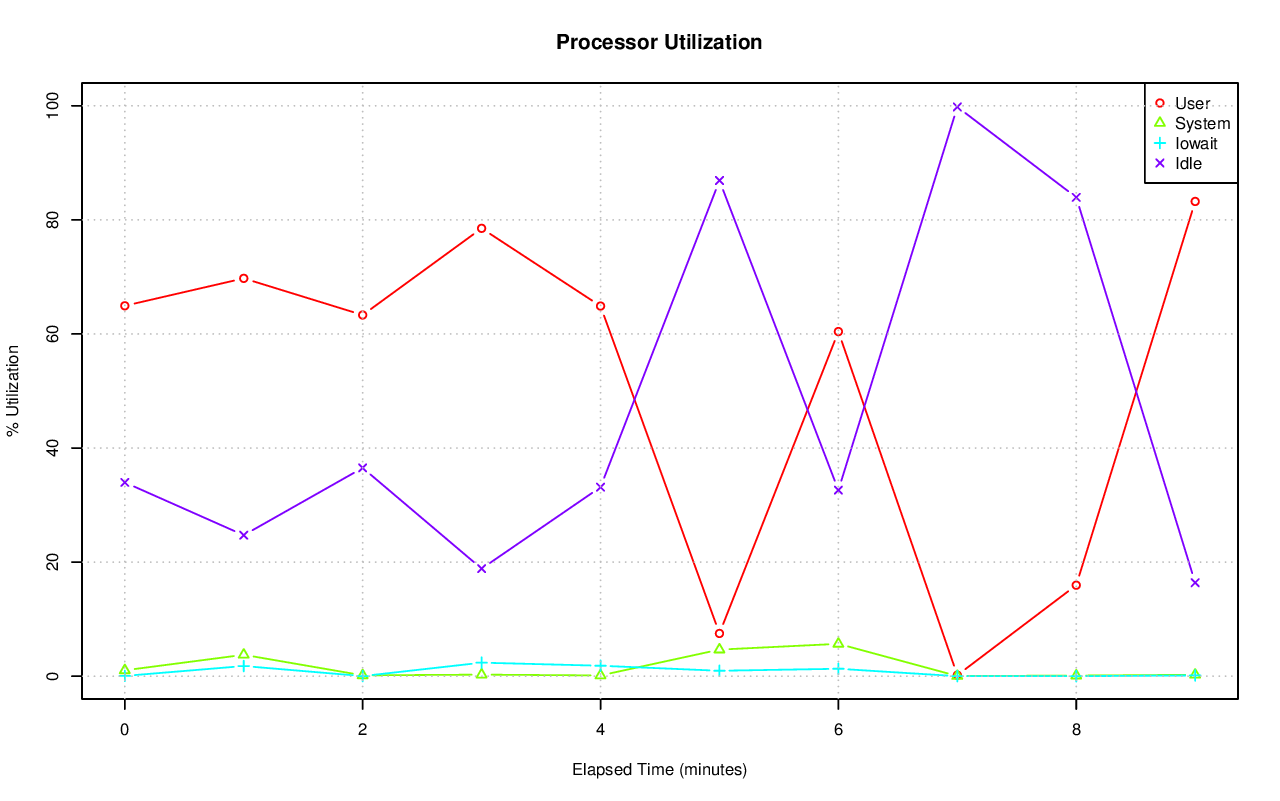 Processor Utilization
User
System
Iowait
Idle
% Utilization
100
80
60
40
20
0
0 2 4 6 8
Elapsed Time (minutes)